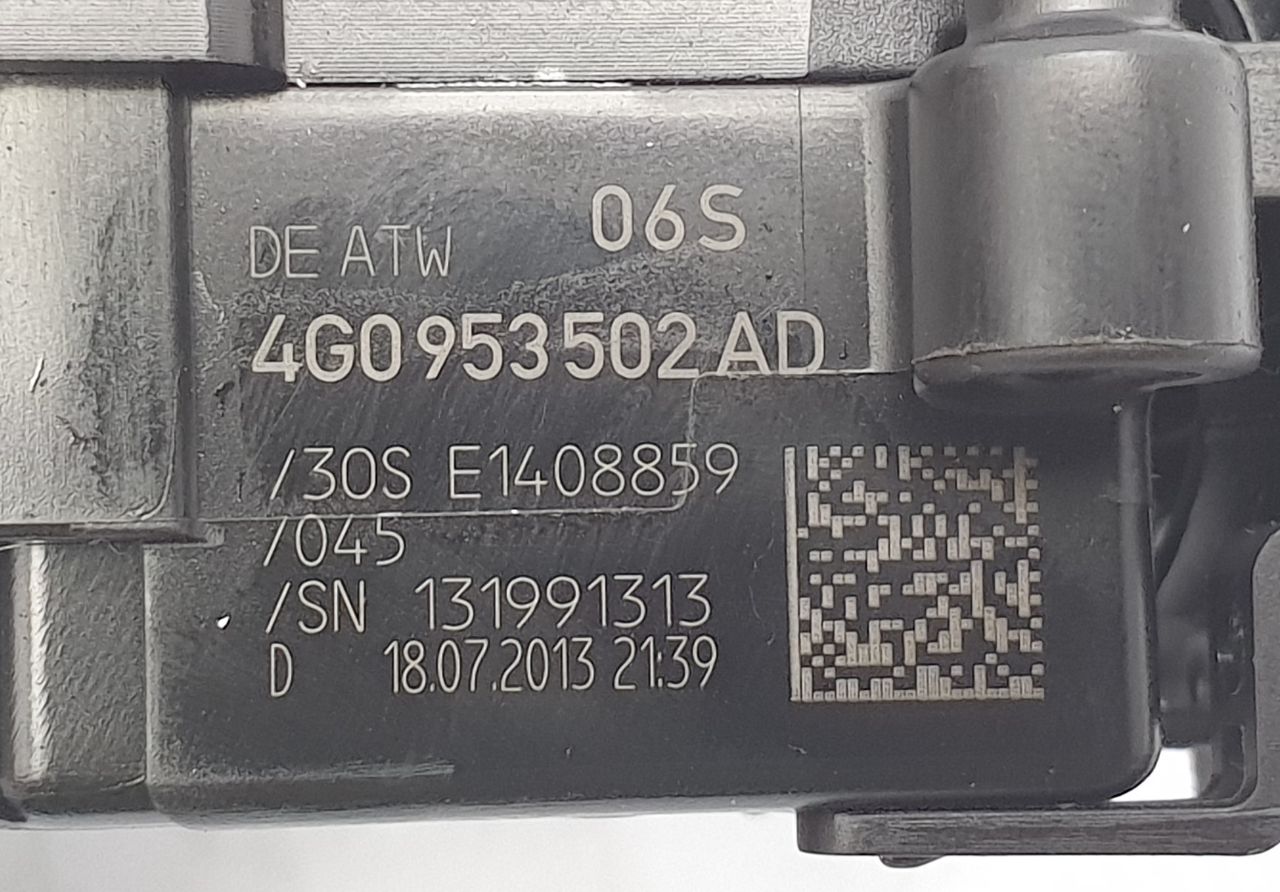 06S
DE ATW
4G0 953 502 AD
/30S E1408859
/045
/SN 131991313
D 18.07.2013 21:39